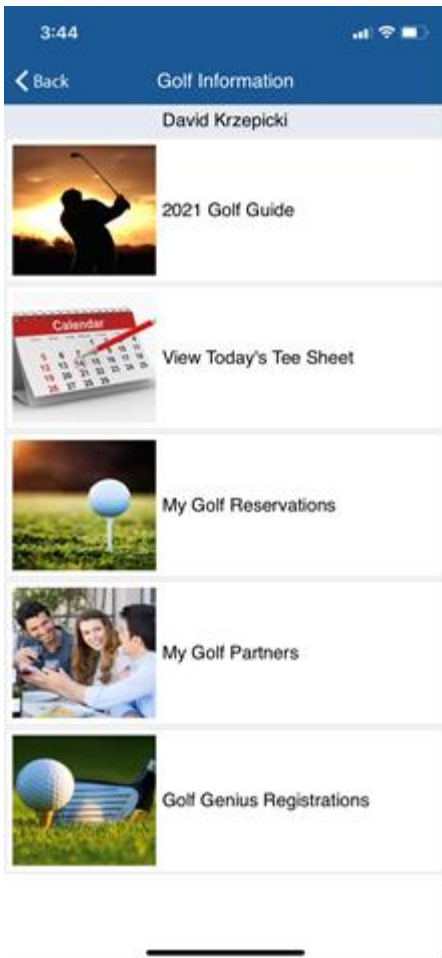 3:44
Back
Golf Information
David Krzepicki
2021 Golf Guide
Calendar
View Today's Tee Sheet
My Golf Reservations
My Golf Partners
Golf Genius Registrations